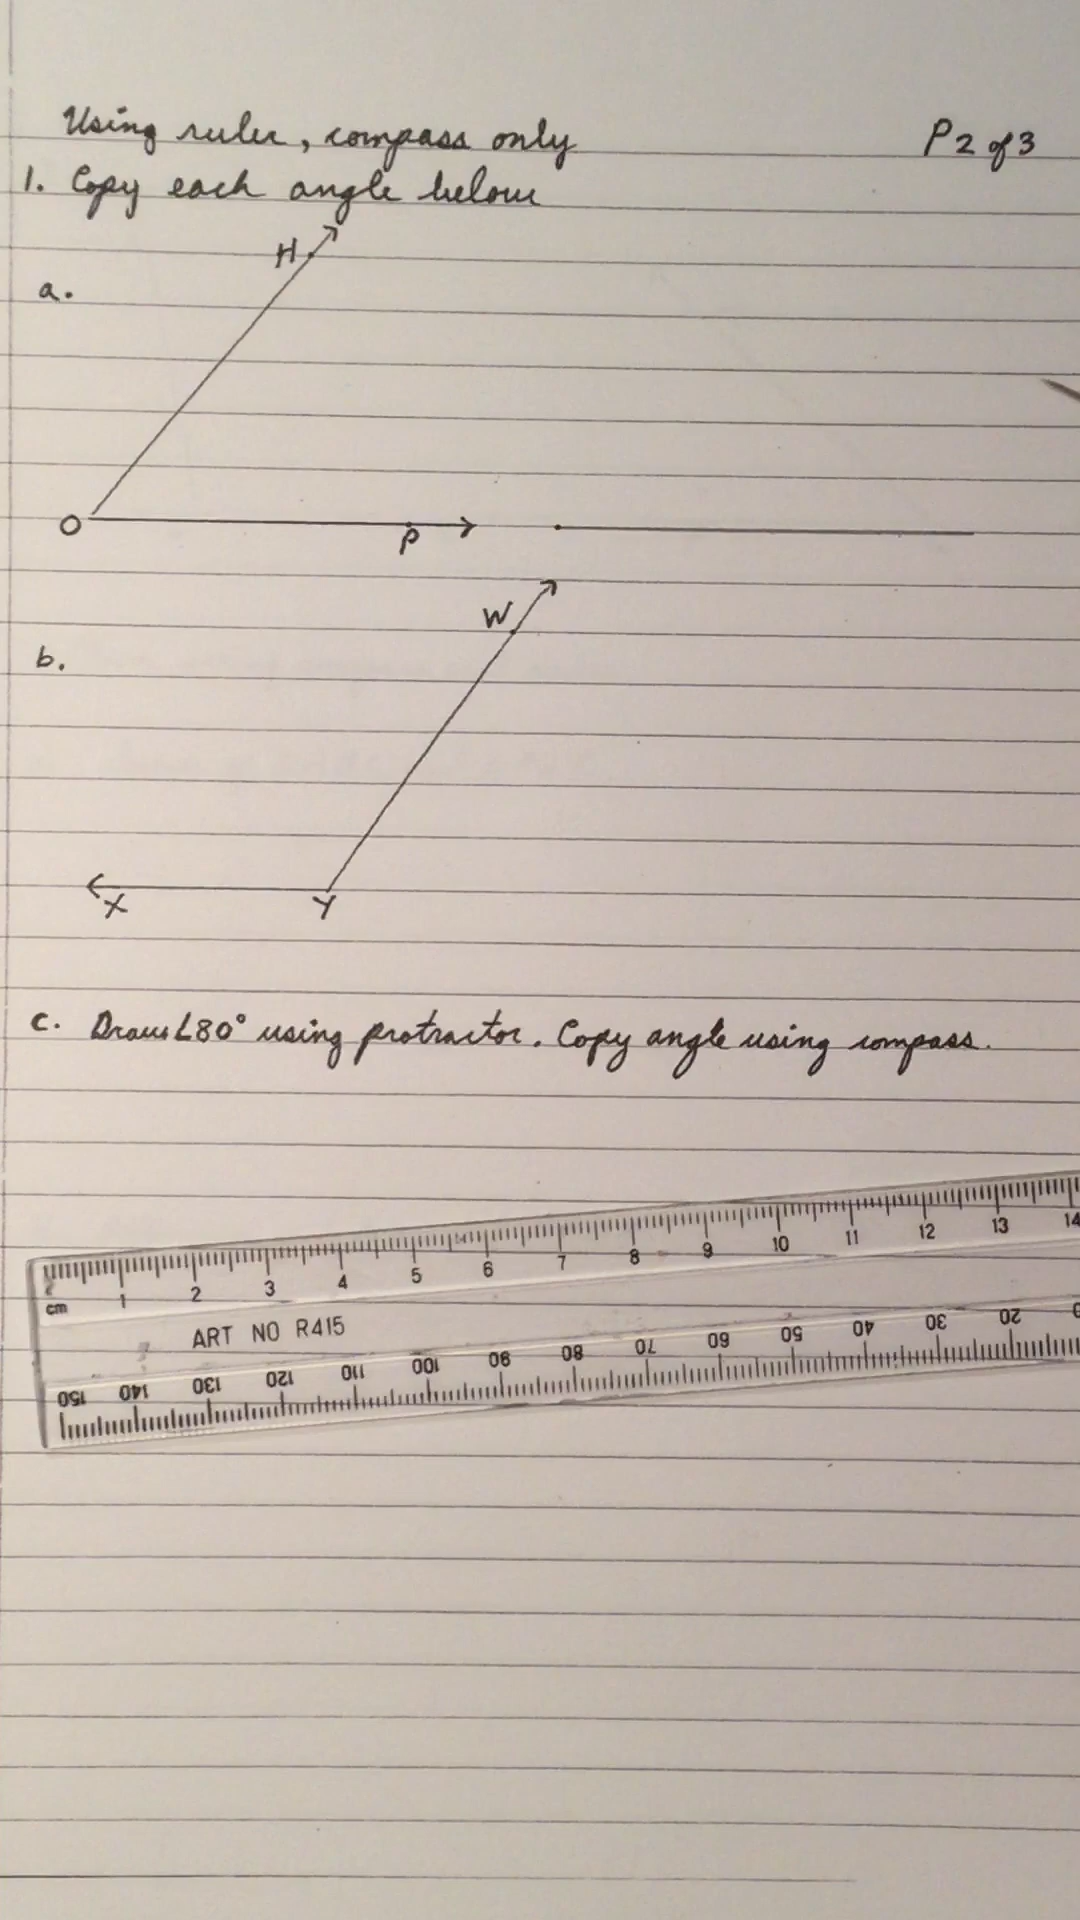 Using ruler, compass only
P 2 of 3
1. Copy each angle below
H
a.
O
P
W
b.
X
Y
c. Draw ∠80° using protractor. Copy angle using compass.
1 2 3 4 5 6 7 8 9 10 11 12 13 14
cm
ART NO R415
150 140 130 120 110 100 90 80 70 60 50 40 30 20